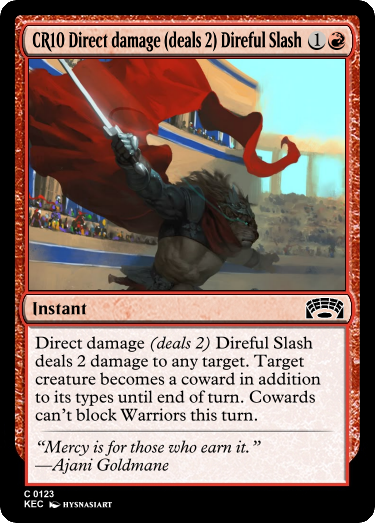 CR10 Direct damage (deals 2) Direful Slash 1
Instant
Direct damage (deals 2) Direful Slash
deals 2 damage to any target. Target
creature becomes a coward in addition
to its types until end of turn. Cowards
can’t block Warriors this turn.
“Mercy is for those who earn it.”
—Ajani Goldmane
C 0123
KEC HYSNASIART